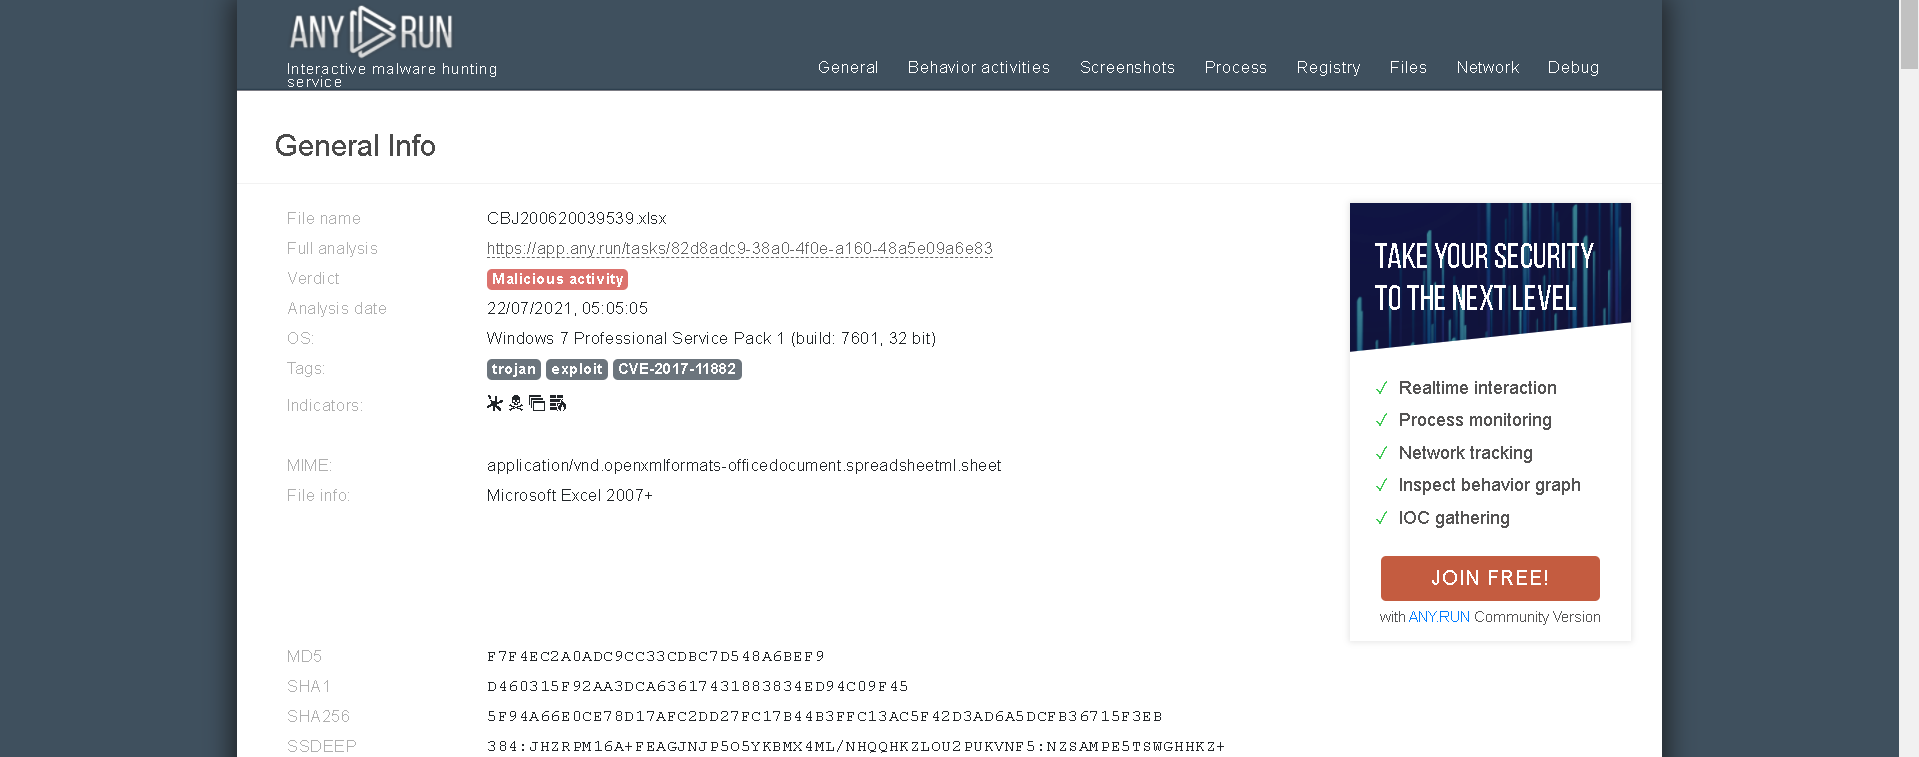 ANY RUN
Interactive malware hunting
service
General Behavior activities Screenshots Process Registry Files Network Debug
General Info
File name CBJ200620039539.xlsx
Full analysis https://app.any.run/tasks/82d8adc9-38a0-4f0e-a160-48a5e09a6e83
Verdict Malicious activity
Analysis date 22/07/2021, 05:05:05
OS: Windows 7 Professional Service Pack 1 (build: 7601, 32 bit)
Tags: trojan exploit CVE-2017-11882
Indicators:
MIME: application/vnd.openxmlformats-officedocument.spreadsheetml.sheet
File info: Microsoft Excel 2007+
MD5 F7F4EC2A0ADC9CC33CDBC7D548A6BEF9
SHA1 D460315F92AA3DCA63617431883834ED94C09F45
SHA256 5F94A66E0CE78D17AFC2DD27FC17B44B3FFC13AC5F42D3AD6A5DCFB36715F3EB
SSDEEP 384:JHZRPM16A+FEAGJNJP5O5YKBMX4ML/NHQQHKZLOU2PUKVNF5:NZSAMPE5TSWGHHKZ+
TAKE YOUR SECURITY
TO THE NEXT LEVEL
Realtime interaction
Process monitoring
Network tracking
Inspect behavior graph
IOC gathering
JOIN FREE!
with ANY.RUN Community Version